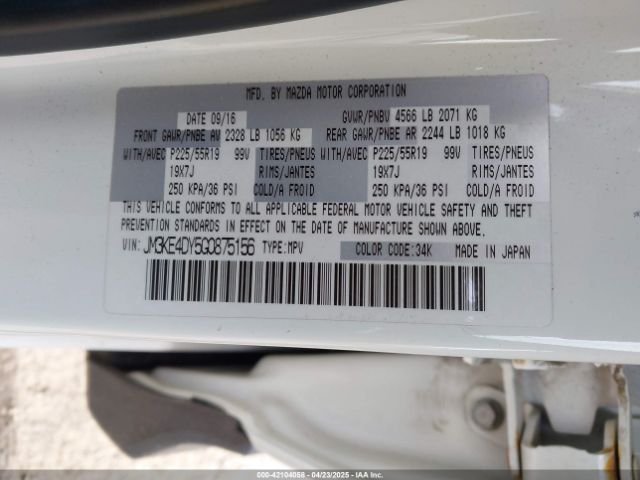 MFD. BY MAZDA MOTOR CORPORATION
DATE 09/16 GVWR/PNBV 4566 LB 2071 KG
FRONT GAWR/PNBE AV 2328 LB 1056 KG REAR GAWR/PNBE AR 2244 LB 1018 KG
WITH/AVEC P225/55R19 99V TIRES/PNEUS WITH/AVEC P225/55R19 99V TIRES/PNEUS
19X7J RIMS/JANTES 19X7J RIMS/JANTES
250 KPA/36 PSI COLD/A FROID 250 KPA/36 PSI COLD/A FROID
THIS VEHICLE CONFORMS TO ALL APPLICABLE FEDERAL MOTOR VEHICLE SAFETY AND THEFT
PREVENTION STANDARDS IN EFFECT ON THE DATE OF MANUFACTURE SHOWN ABOVE.
VIN: JM3KE4DY5G0875156 TYPE:MPV COLOR CODE:34K MADE IN JAPAN
000-42104058 - 04/23/2025 - IAAI.COM